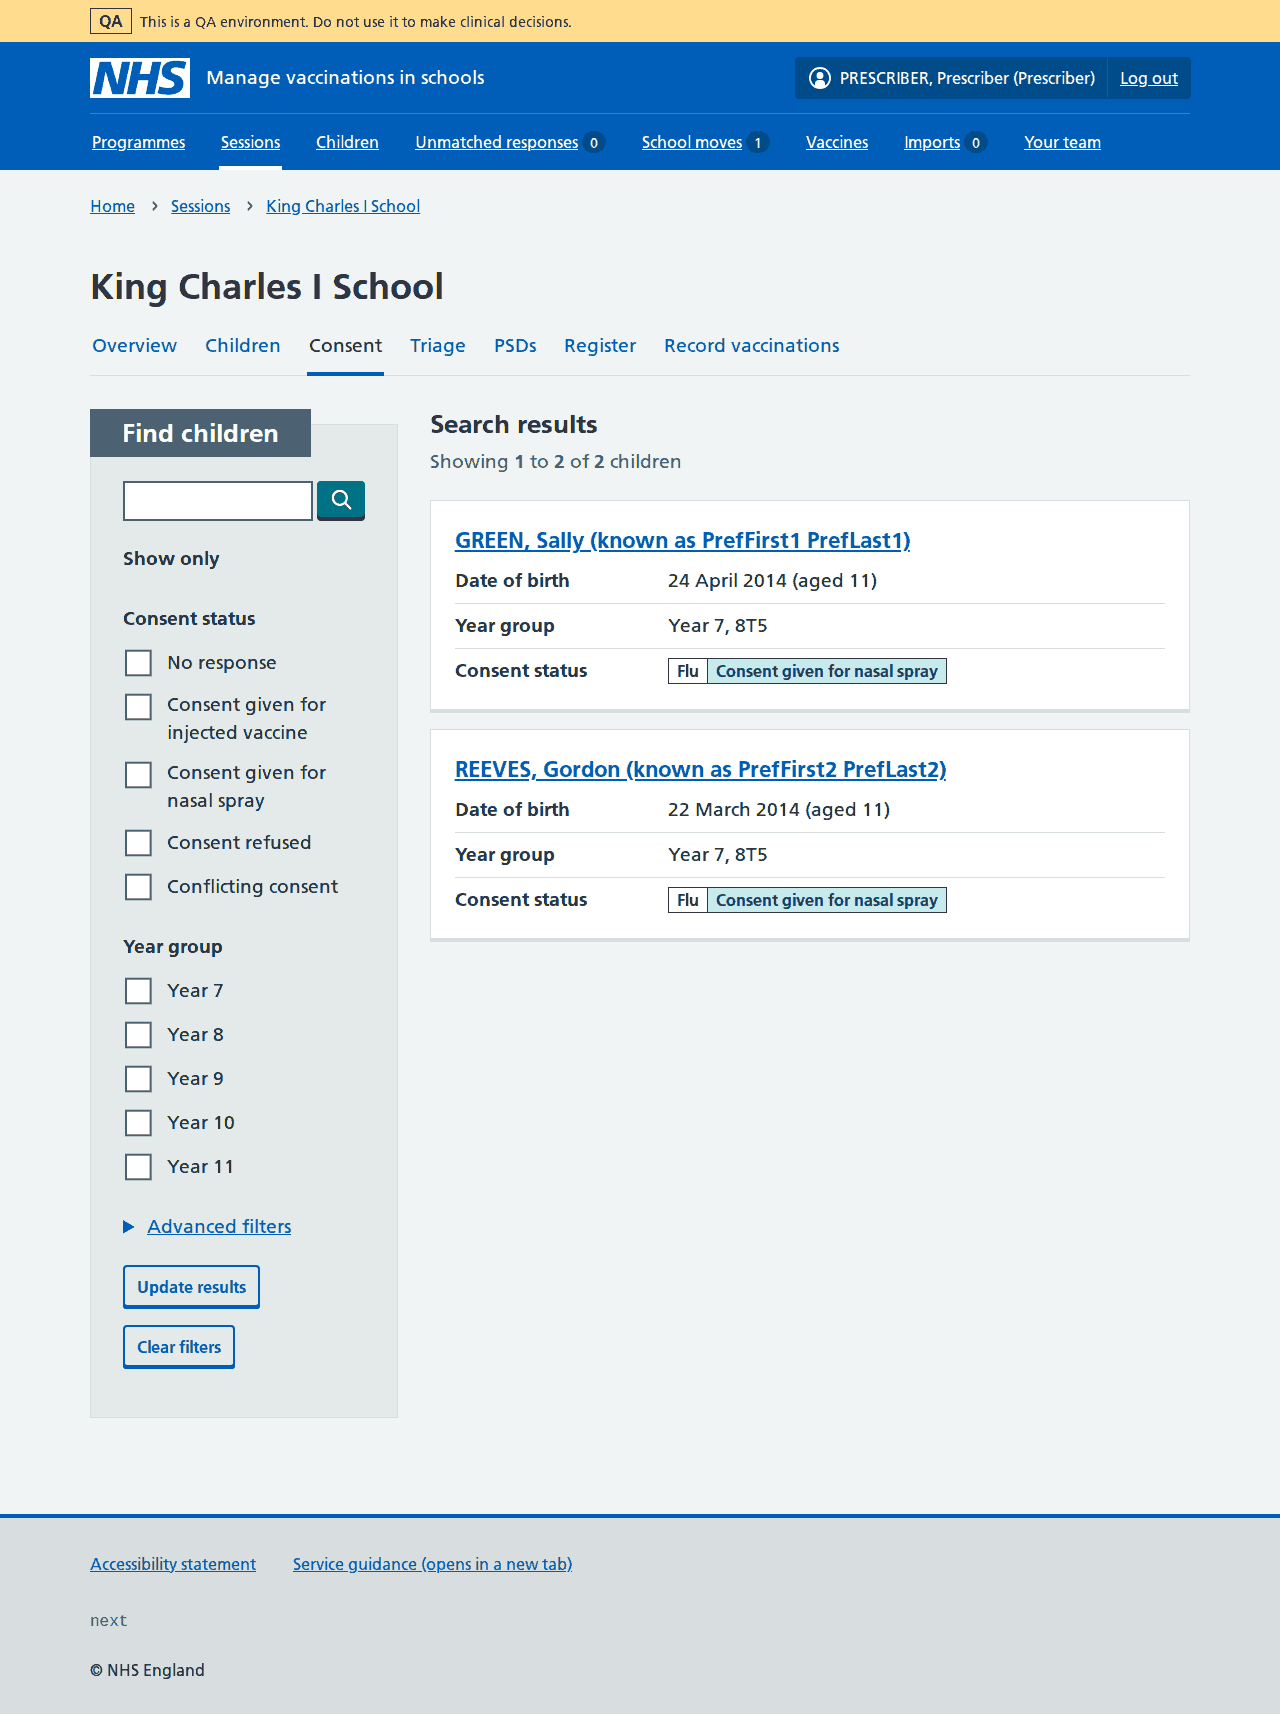 QA This is a QA environment. Do not use it to make clinical decisions.
NHS Manage vaccinations in schools PRESCRIBER, Prescriber (Prescriber) Log out
Programmes Sessions Children Unmatched responses 0 School moves 1 Vaccines Imports 0 Your team
Home Sessions King Charles I School
King Charles I School
Overview Children Consent Triage PSDs Register Record vaccinations
Find children
Show only
Consent status
No response
Consent given for
injected vaccine
Consent given for
nasal spray
Consent refused
Conflicting consent
Year group
Year 7
Year 8
Year 9
Year 10
Year 11
Advanced filters
Update results
Clear filters
Search results
Showing 1 to 2 of 2 children
GREEN, Sally (known as PrefFirst1 PrefLast1)
Date of birth 24 April 2014 (aged 11)
Year group Year 7, 8T5
Consent status Flu Consent given for nasal spray
REEVES, Gordon (known as PrefFirst2 PrefLast2)
Date of birth 22 March 2014 (aged 11)
Year group Year 7, 8T5
Consent status Flu Consent given for nasal spray
Accessibility statement Service guidance (opens in a new tab)
next
© NHS England